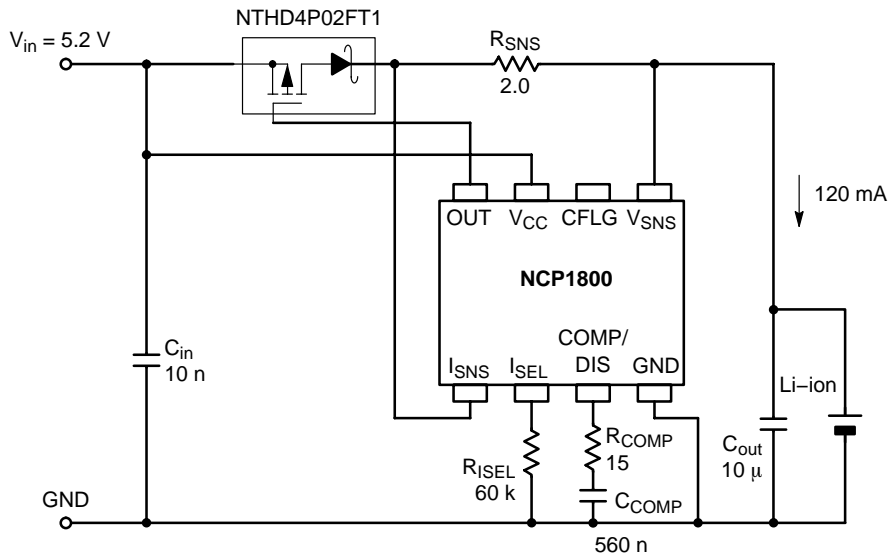 NTHD4P02FT1
V_in = 5.2 V
R_SNS
2.0
120 mA
OUT V_CC CFLG V_SNS
NCP1800
C_in
10 n
COMP/
I_SNS I_SEL DIS GND
Li−ion
R_COMP
15
R_ISEL
60 k
C_out
10 µ
C_COMP
GND
560 n